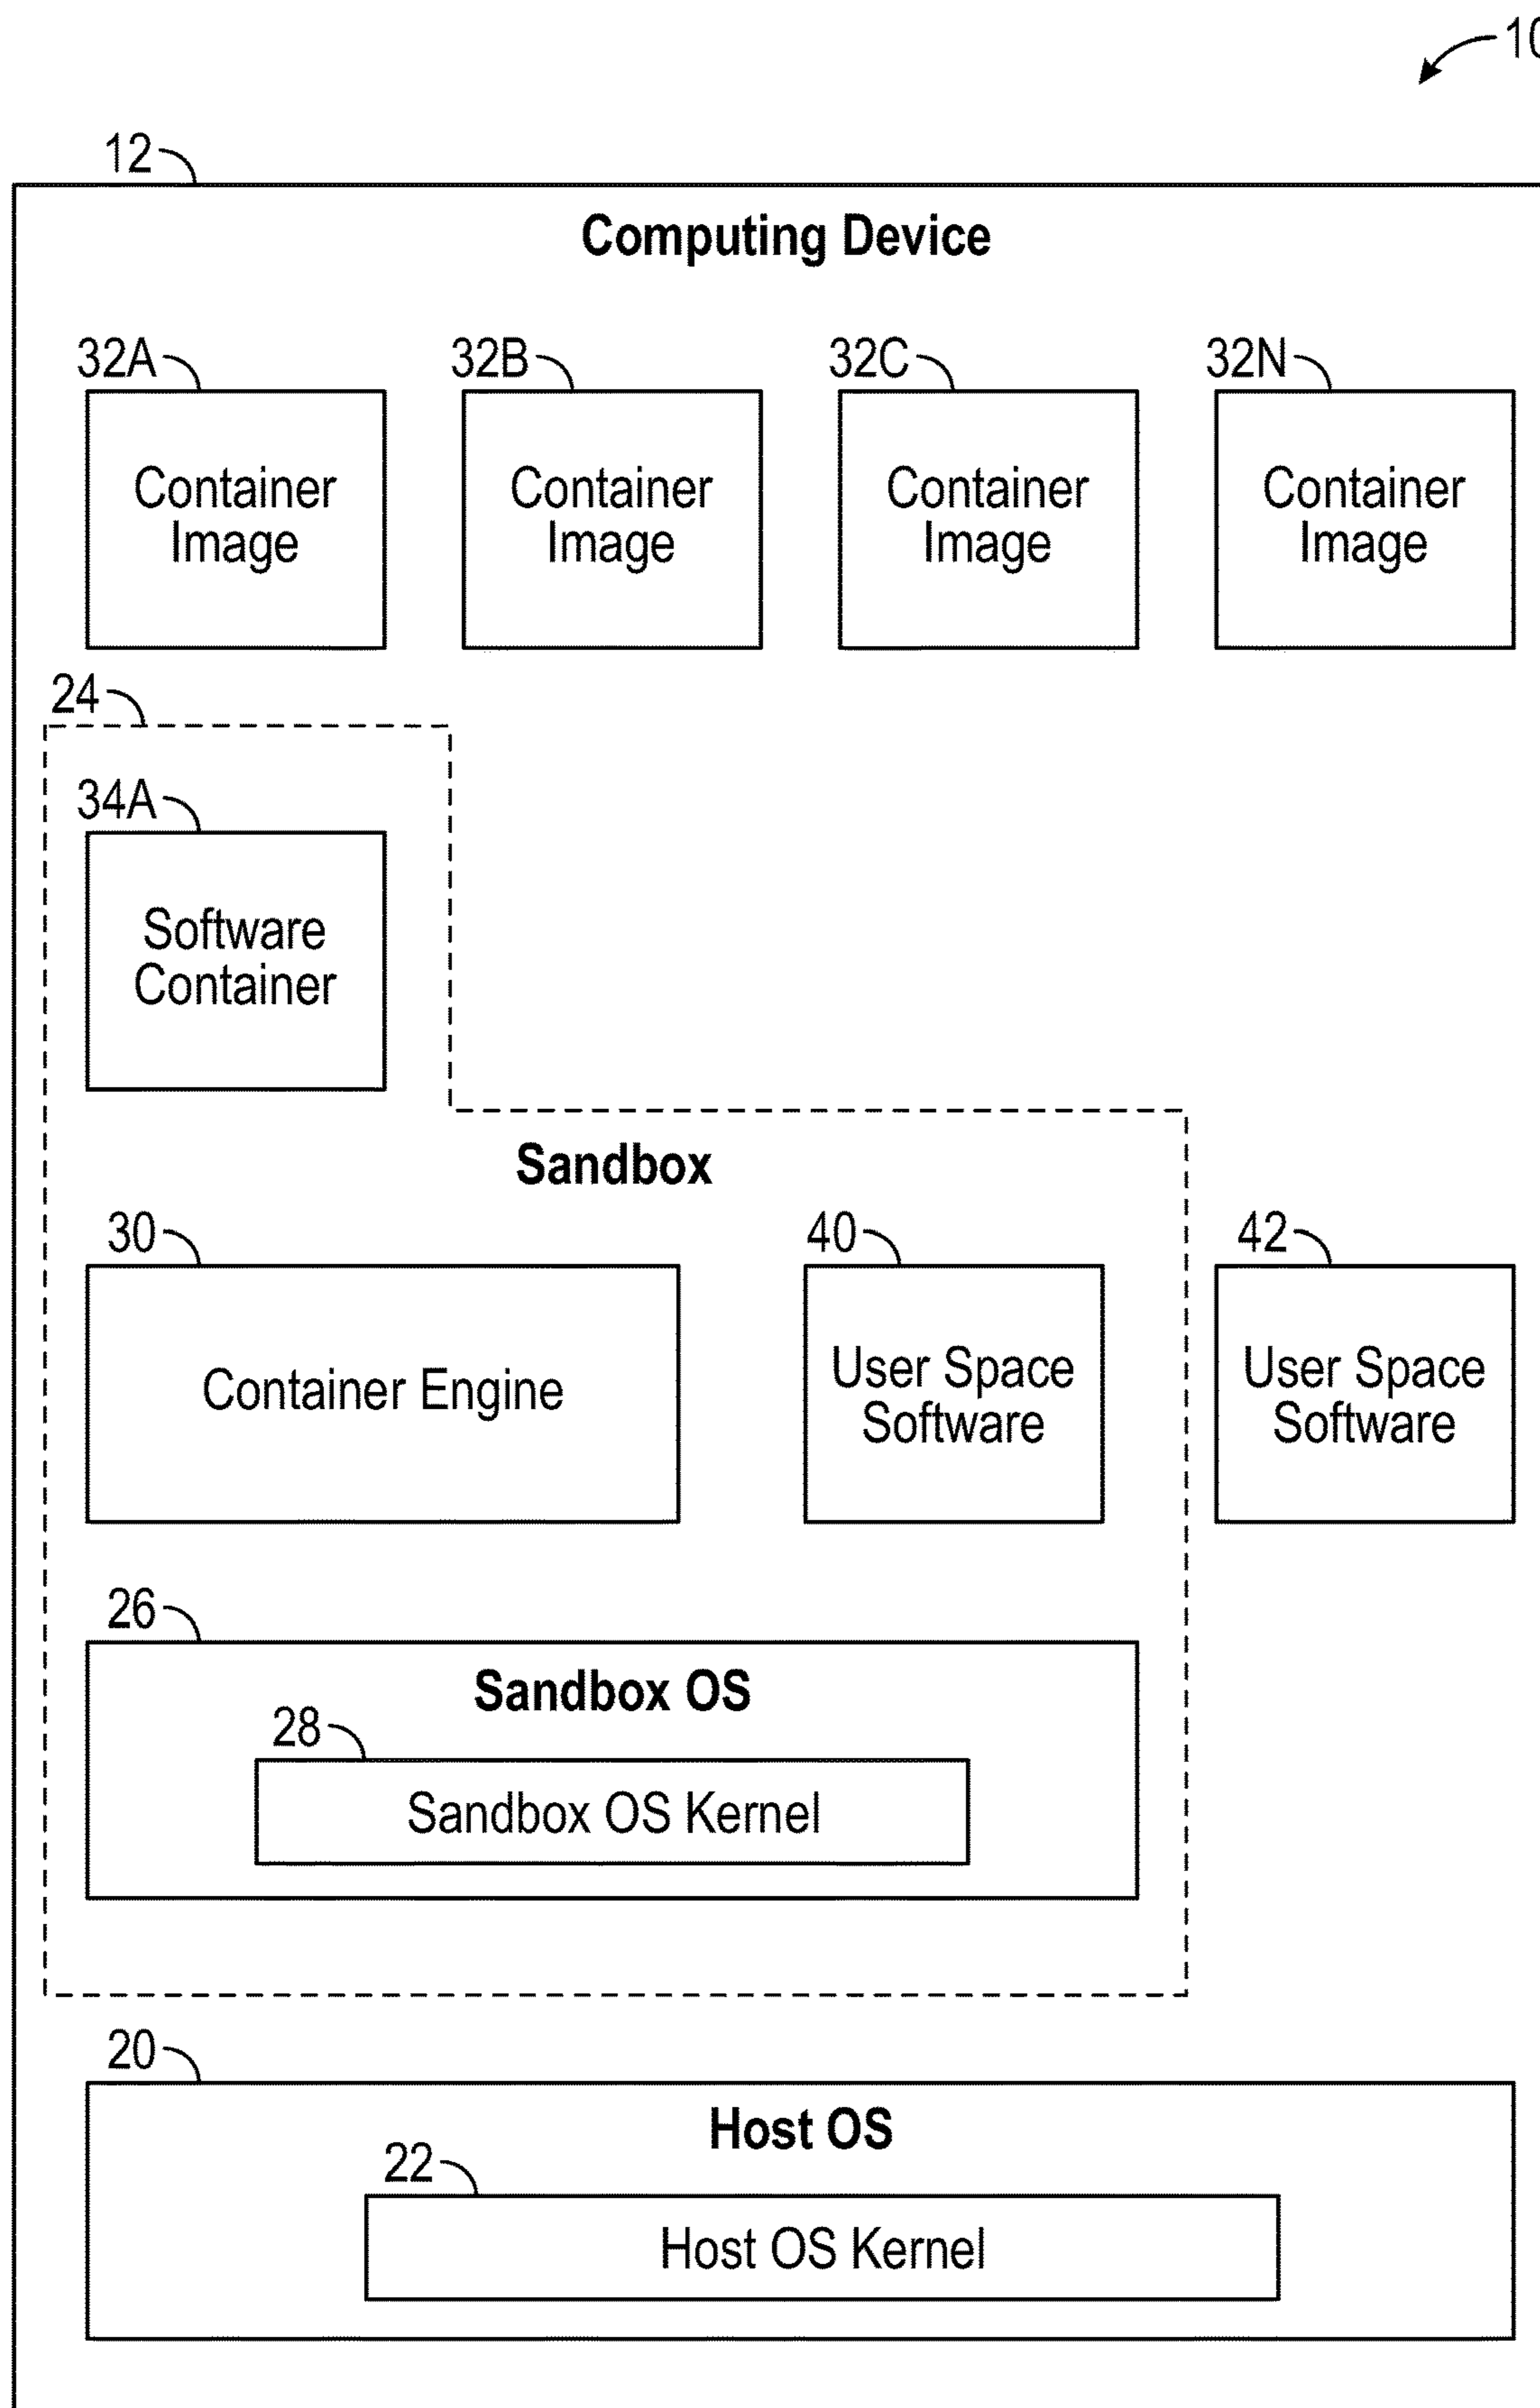 10
12
Computing Device
32A
32B
32C
32N
Container
Image
Container
Image
Container
Image
Container
Image
24
34A
Software
Container
Sandbox
30
40
42
Container Engine
User Space
Software
User Space
Software
26
Sandbox OS
28
Sandbox OS Kernel
20
Host OS
22
Host OS Kernel